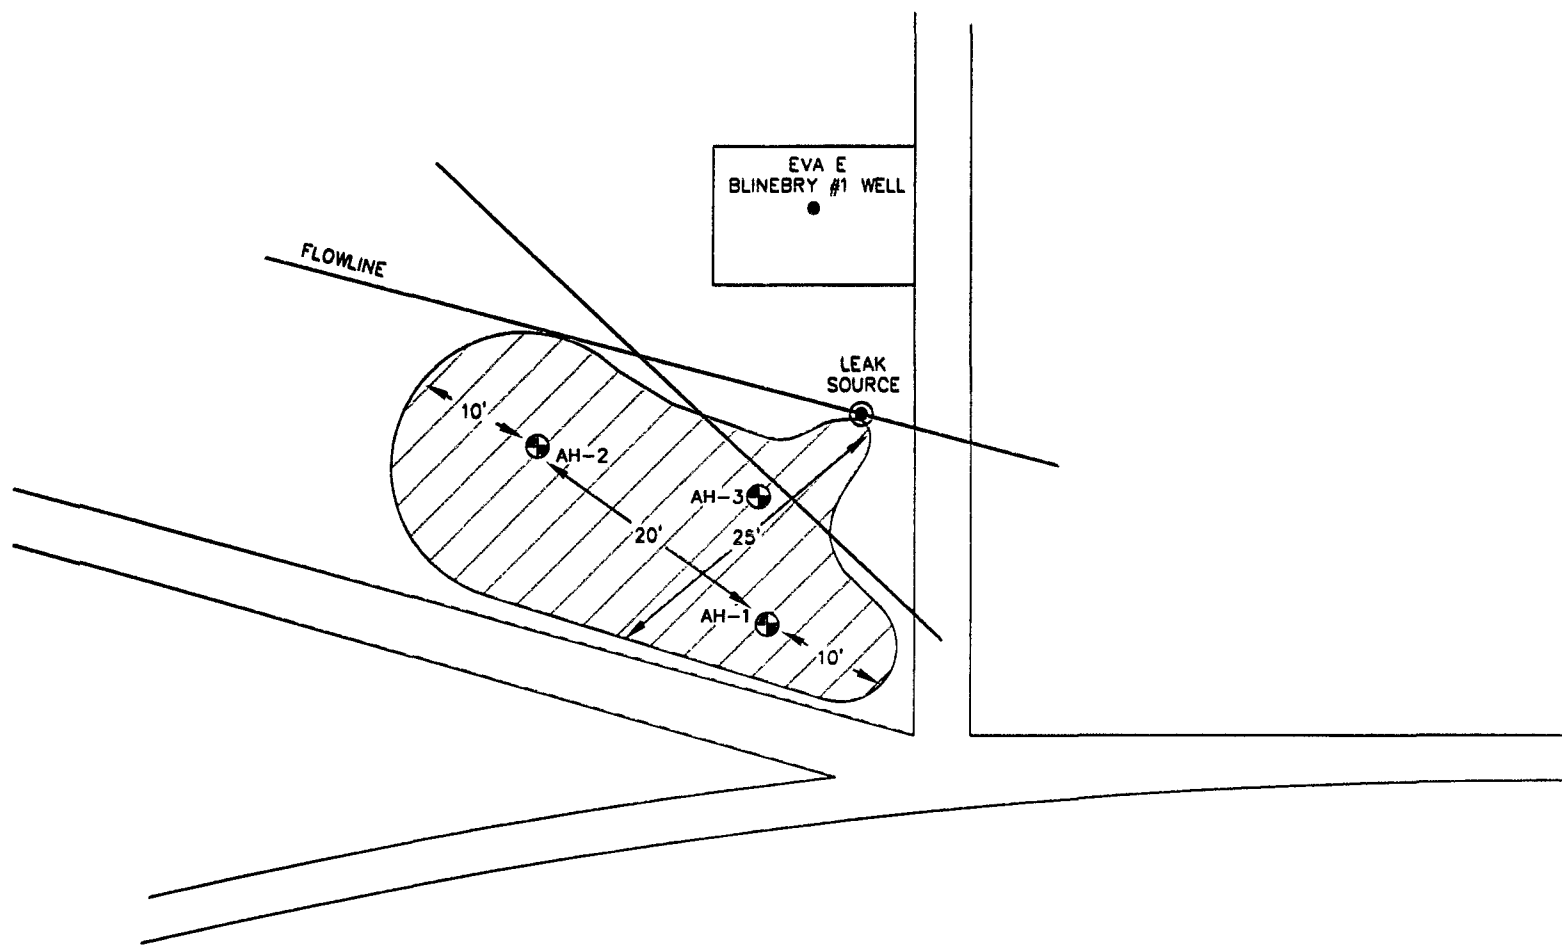 EVA E
BLINEBRY #1 WELL
FLOWLINE
LEAK
SOURCE
10'
AH-2
AH-3
20'
25'
AH-1
10'